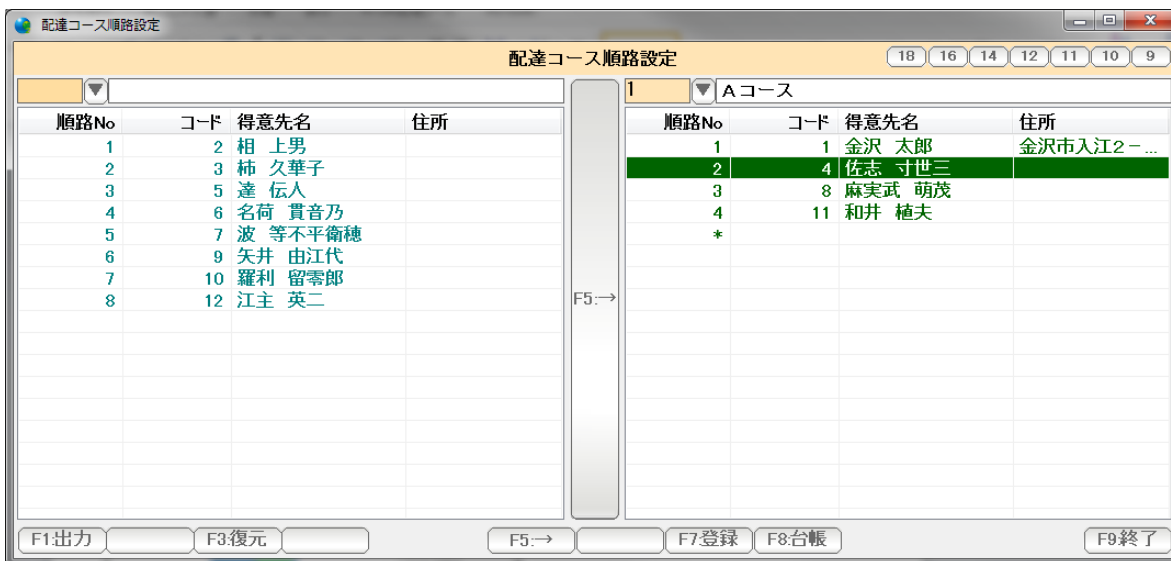 配達コース順路設定
配達コース順路設定 18 16 14 12 11 10 9
1 Aコース
順路No コード 得意先名 住所 順路No コード 得意先名 住所
1 2 相 上男 1 1 金沢 太郎 金沢市入江2-...
2 3 柿 久華子 2 4 佐志 寸世三
3 5 達 伝人 3 8 麻実武 萌茂
4 6 名荷 貫音乃 4 11 和井 植夫
5 7 波 等不平衛穂 *
6 9 矢井 由江代
7 10 羅利 留零郎
8 12 江主 英二 F5:→
F1:出力 F3:復元 F5:→ F7:登録 F8:台帳 F9:終了